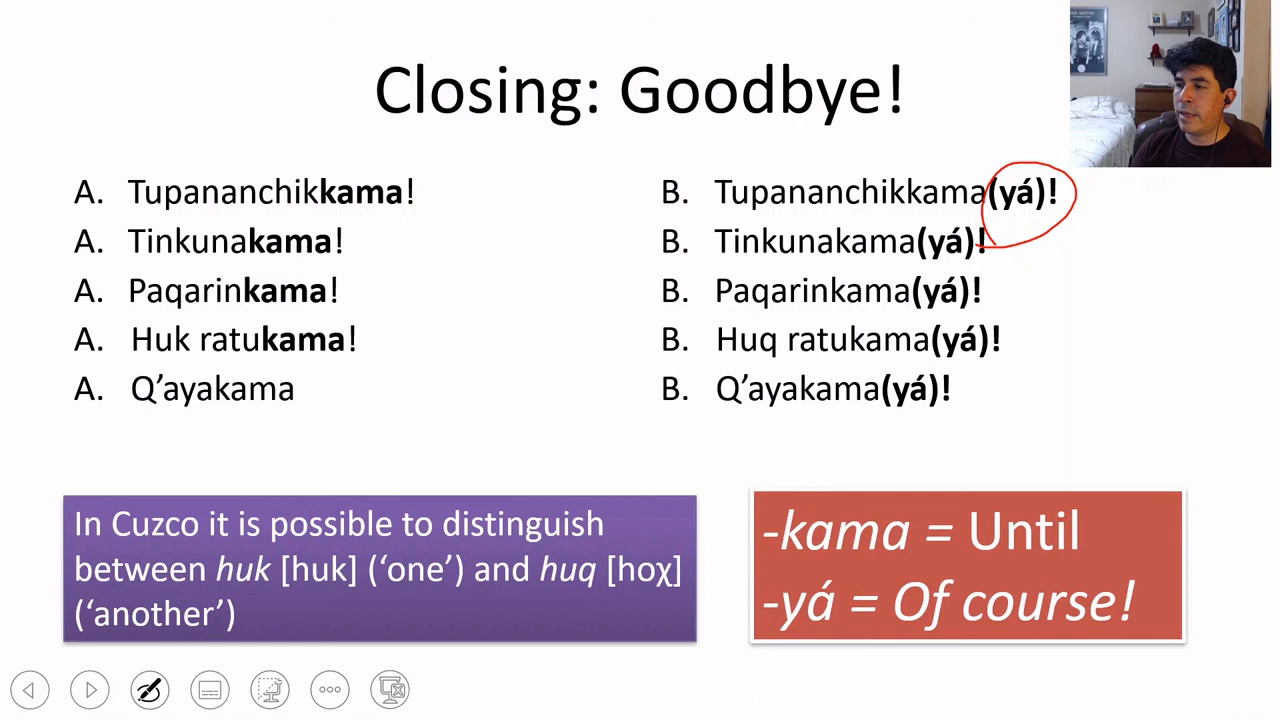 Closing: Goodbye!
A. Tupananchikkama!
A. Tinkunakama!
A. Paqarinkama!
A. Huk ratukama!
A. Q’ayakama
B. Tupananchikkama(yá)!
B. Tinkunakama(yá)!
B. Paqarinkama(yá)!
B. Huq ratukama(yá)!
B. Q’ayakama(yá)!
In Cuzco it is possible to distinguish
between huk [huk] (‘one’) and huq [hoχ]
(‘another’)
-kama = Until
-yá = Of course!